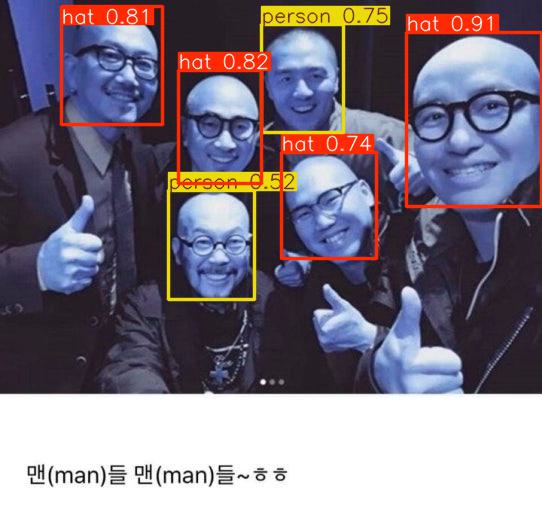 hat 0.81
person 0.75
hat 0.91
hat 0.82
hat 0.74
person 0.52
맨(man)들 맨(man)들~ㅎㅎ